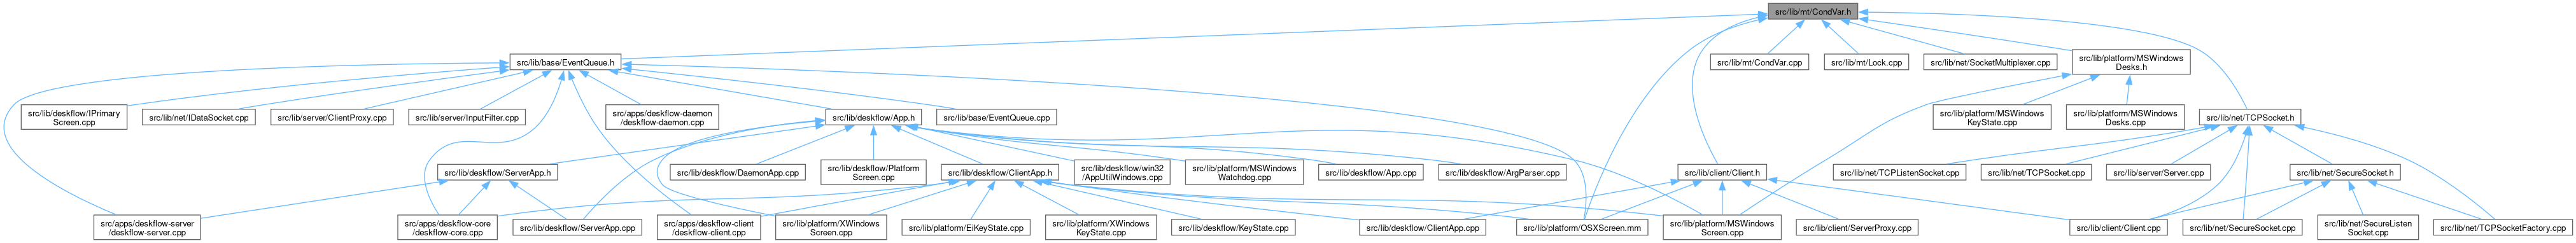 src/lib/mt/CondVar.h
src/lib/base/EventQueue.h
src/lib/mt/CondVar.cpp
src/lib/mt/Lock.cpp
src/lib/net/SocketMultiplexer.cpp
src/lib/platform/MSWindows
Desks.h
src/lib/deskflow/IPrimary
Screen.cpp
src/lib/net/IDataSocket.cpp
src/lib/server/ClientProxy.cpp
src/lib/server/InputFilter.cpp
src/apps/deskflow-daemon
/deskflow-daemon.cpp
src/lib/deskflow/App.h
src/lib/base/EventQueue.cpp
src/lib/platform/MSWindows
KeyState.cpp
src/lib/platform/MSWindows
Desks.cpp
src/lib/net/TCPSocket.h
src/lib/deskflow/ServerApp.h
src/lib/deskflow/DaemonApp.cpp
src/lib/deskflow/Platform
Screen.cpp
src/lib/deskflow/ClientApp.h
src/lib/deskflow/win32
/AppUtilWindows.cpp
src/lib/platform/MSWindows
Watchdog.cpp
src/lib/deskflow/App.cpp
src/lib/deskflow/ArgParser.cpp
src/lib/client/Client.h
src/lib/net/TCPListenSocket.cpp
src/lib/net/TCPSocket.cpp
src/lib/server/Server.cpp
src/lib/net/SecureSocket.h
src/apps/deskflow-server
/deskflow-server.cpp
src/apps/deskflow-core
/deskflow-core.cpp
src/lib/deskflow/ServerApp.cpp
src/apps/deskflow-client
/deskflow-client.cpp
src/lib/platform/XWindows
Screen.cpp
src/lib/platform/EiKeyState.cpp
src/lib/platform/XWindows
KeyState.cpp
src/lib/deskflow/KeyState.cpp
src/lib/deskflow/ClientApp.cpp
src/lib/platform/OSXScreen.mm
src/lib/platform/MSWindows
Screen.cpp
src/lib/client/ServerProxy.cpp
src/lib/client/Client.cpp
src/lib/net/SecureSocket.cpp
src/lib/net/SecureListen
Socket.cpp
src/lib/net/TCPSocketFactory.cpp